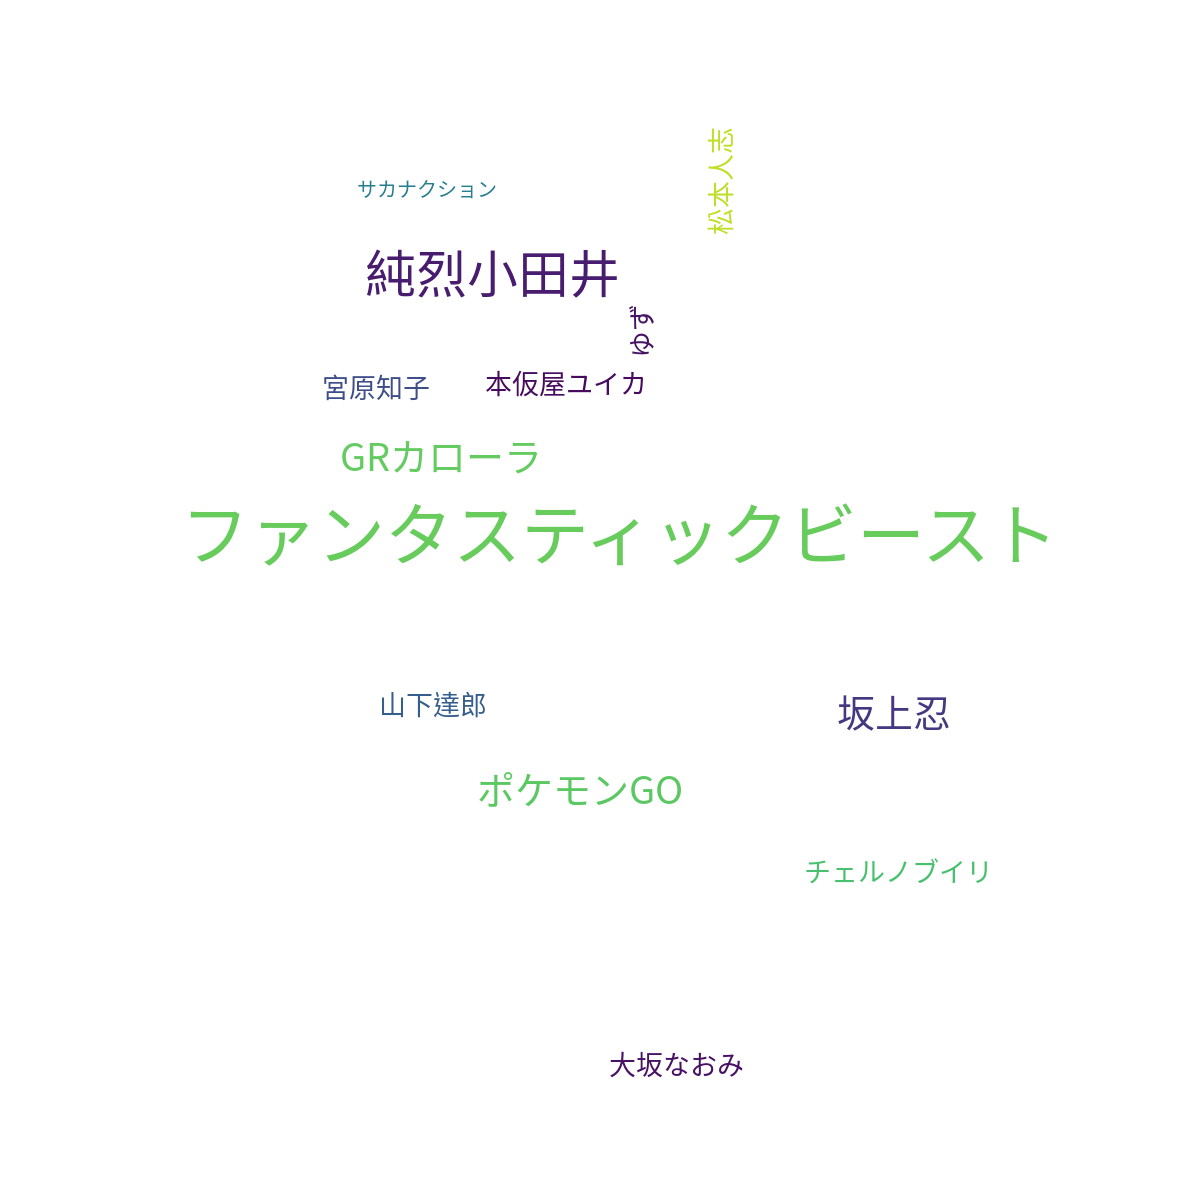 松本人志
サカナクション
純烈小田井
ゆず
宮原知子
本仮屋ユイカ
GRカローラ
ファンタスティックビースト
山下達郎
坂上忍
ポケモンGO
チェルノブイリ
大坂なおみ